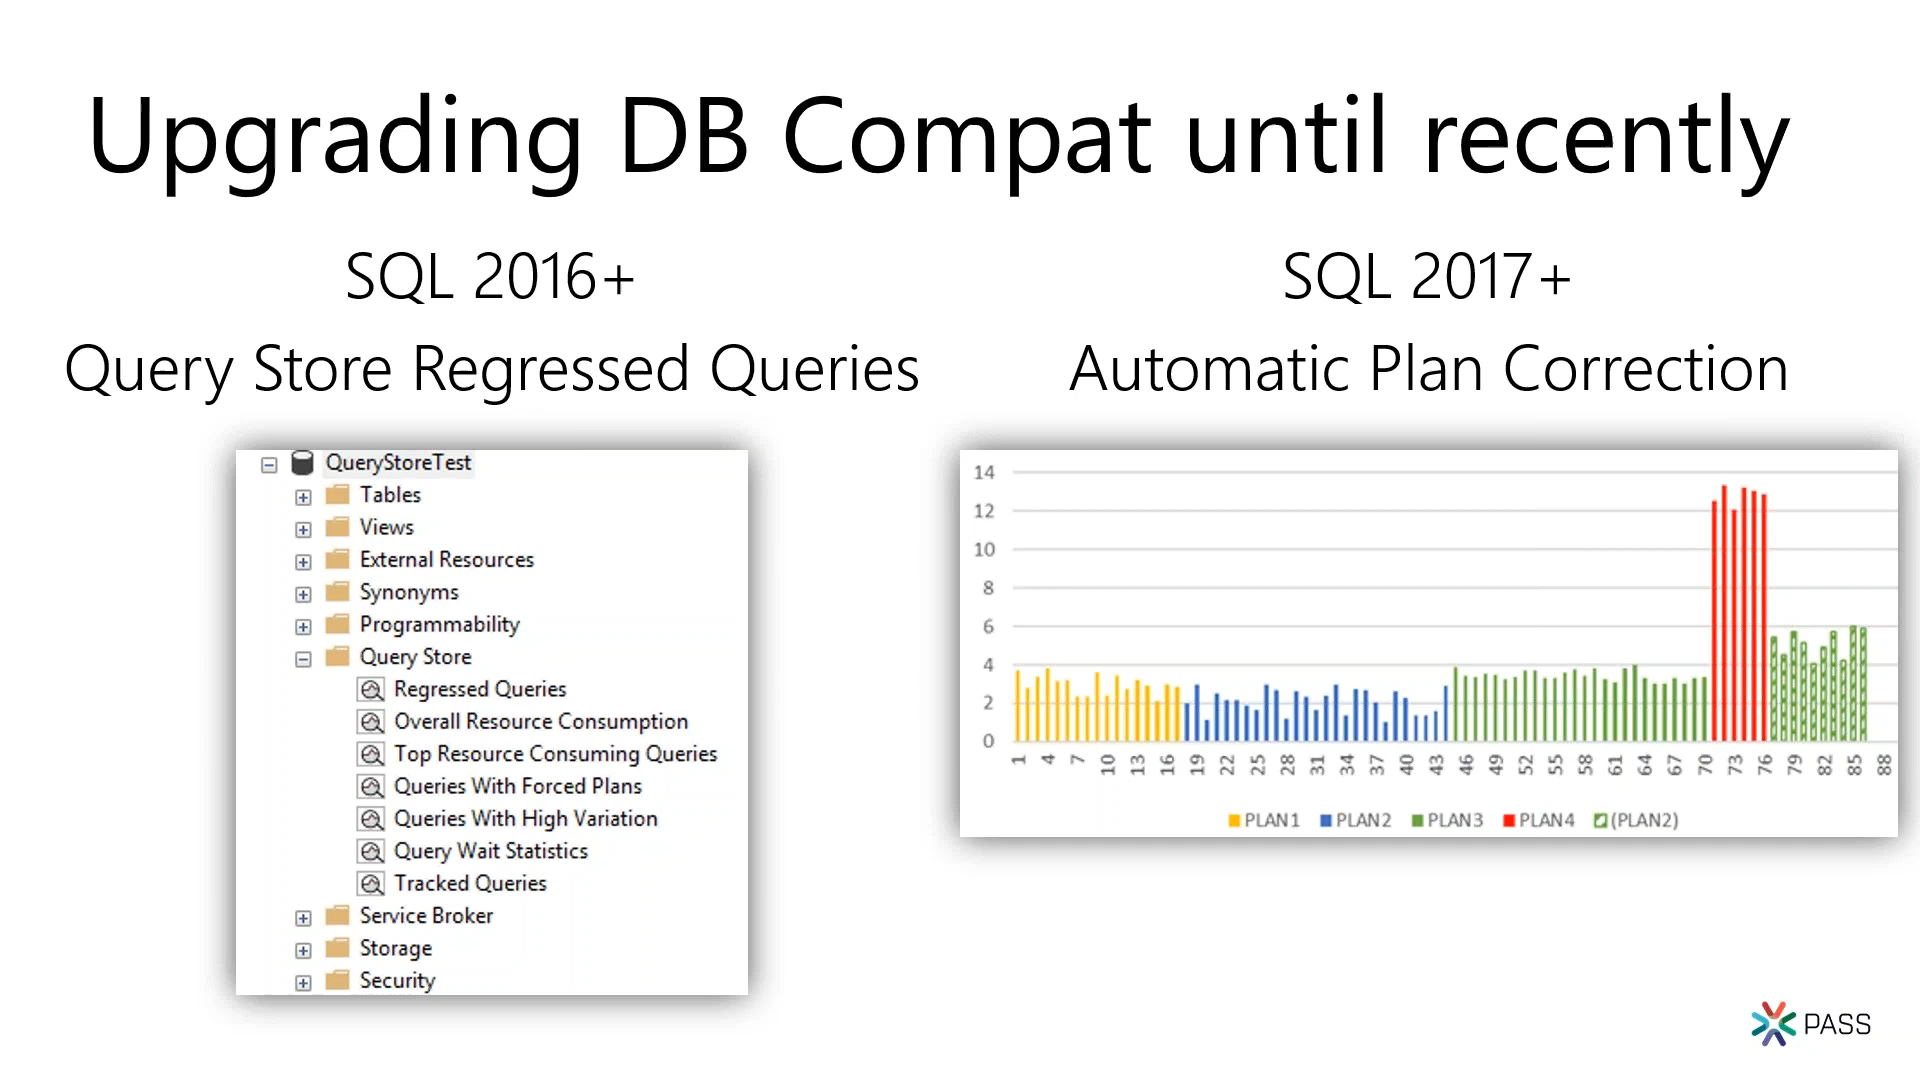 Upgrading DB Compat until recently
SQL 2016+
Query Store Regressed Queries
QueryStoreTest
Tables
Views
External Resources
Synonyms
Programmability
Query Store
Regressed Queries
Overall Resource Consumption
Top Resource Consuming Queries
Queries With Forced Plans
Queries With High Variation
Query Wait Statistics
Tracked Queries
Service Broker
Storage
Security
SQL 2017+
Automatic Plan Correction
14
12
10
8
6
4
2
0
1 4 7 10 13 16 19 22 25 28 31 34 37 40 43 46 49 52 55 58 61 64 67 70 73 76 79 82 85 88
PLAN1 PLAN2 PLAN3 PLAN4 (PLAN2)
PASS